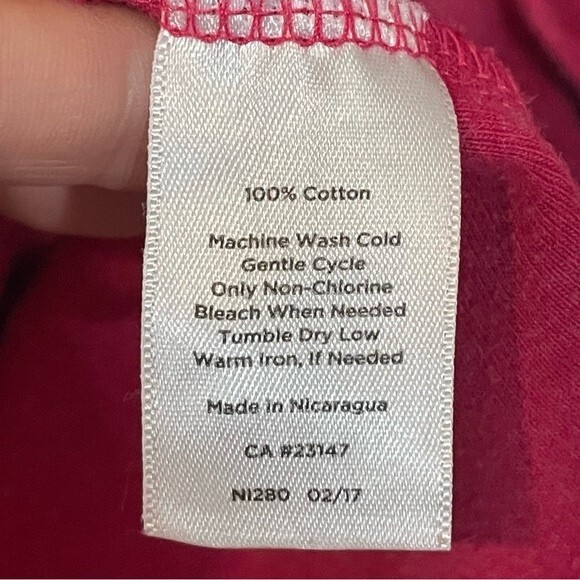 100% Cotton
Machine Wash Cold
Gentle Cycle
Only Non-Chlorine
Bleach When Needed
Tumble Dry Low
Warm Iron, If Needed
Made in Nicaragua
CA #23147
NI280 02/17